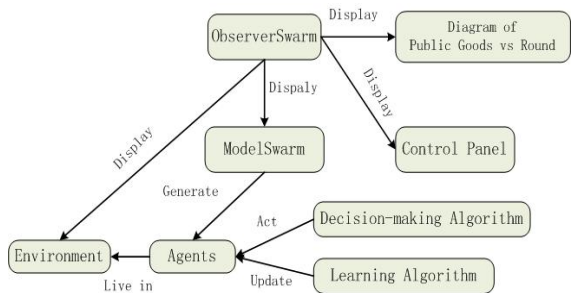 Display
ObserverSwarm
Diagram of
Public Goods vs Round
Dispaly
Display
Display
ModelSwarm
Control Panel
Generate
Act
Decision-making Algorithm
Environment
Agents
Update
Learning Algorithm
Live in